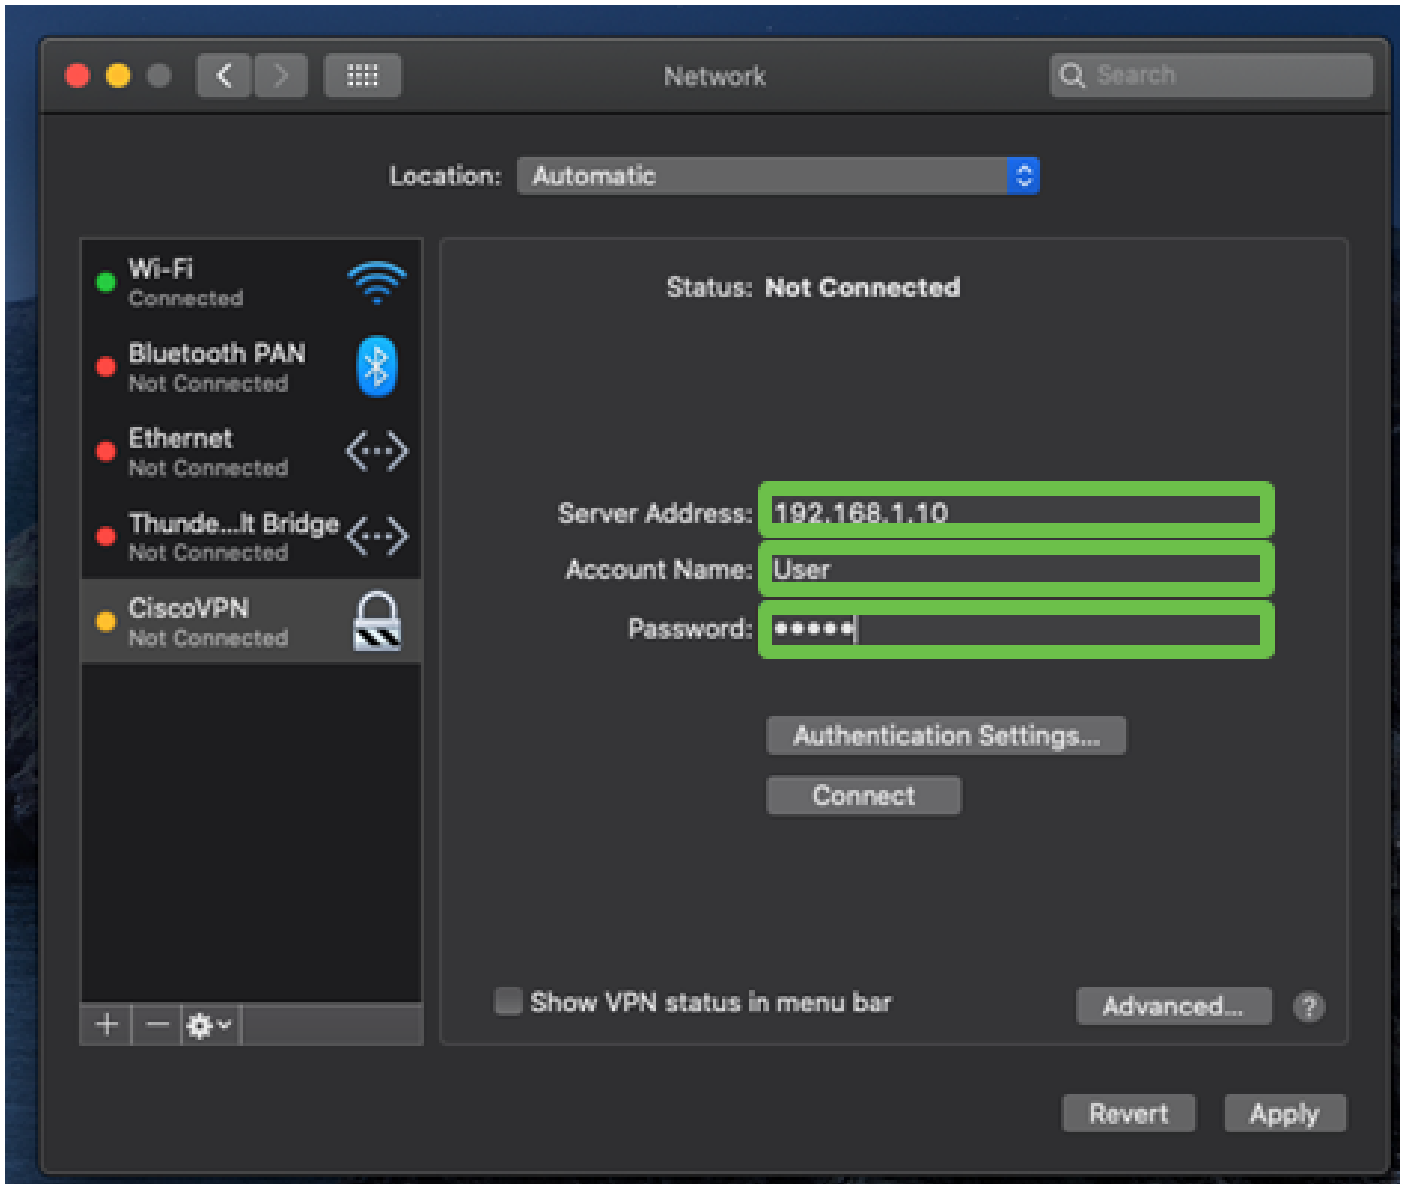 Network
Search
Location: Automatic
Wi-Fi
Connected
Bluetooth PAN
Not Connected
Ethernet
Not Connected
Thunde...lt Bridge
Not Connected
CiscoVPN
Not Connected
Status: Not Connected
Server Address: 192.168.1.10
Account Name: User
Password: •••••
Authentication Settings...
Connect
Show VPN status in menu bar
Advanced... ?
Revert Apply